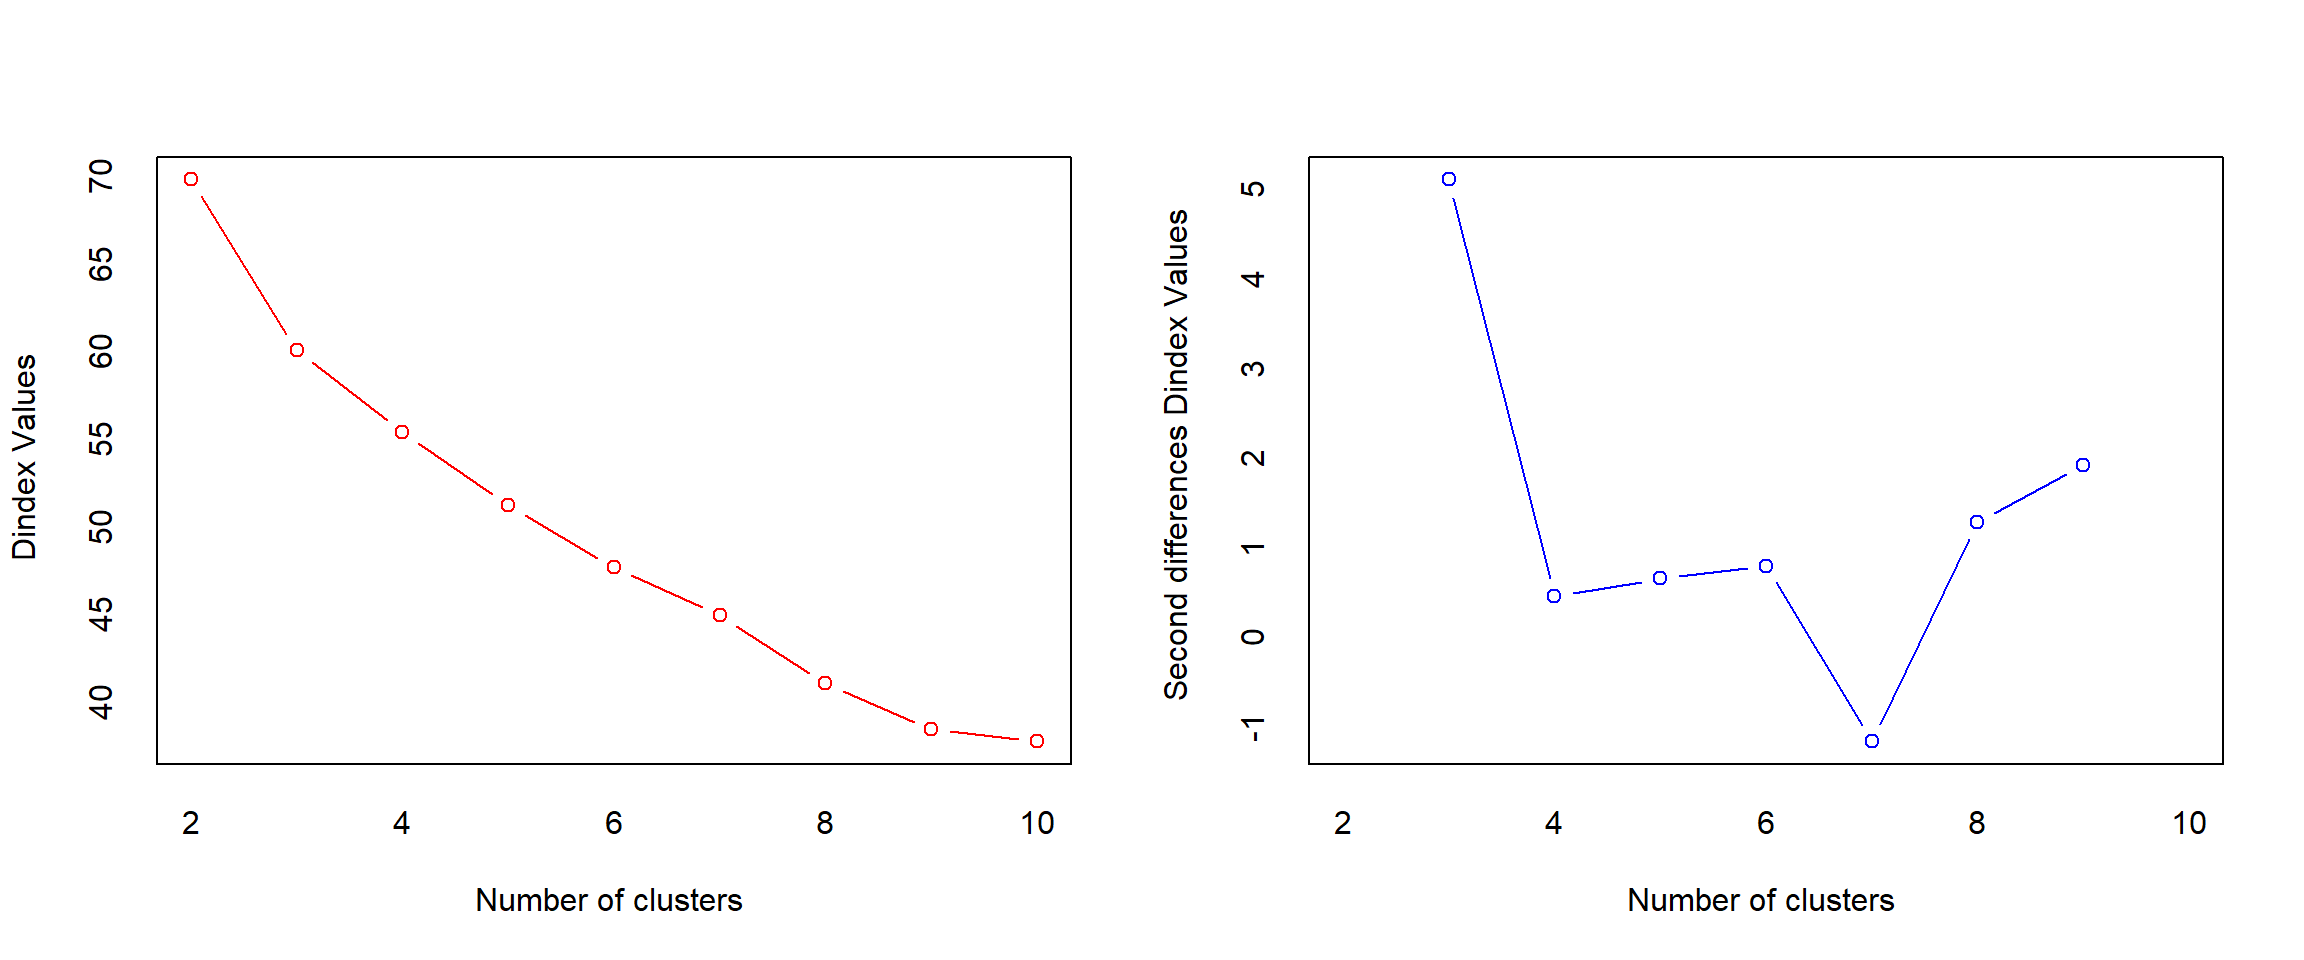 Dindex Values
70
65
60
55
50
45
40
2 4 6 8 10
Number of clusters
Second differences Dindex Values
5
4
3
2
1
0
-1
2 4 6 8 10
Number of clusters